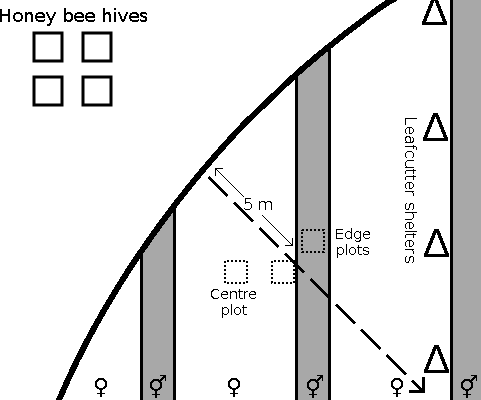 Honey bee hives
5 m
Edge
plots
Centre
plot
Leafcutter shelters
♀ ⚥ ♀ ⚥ ♀ ⚥